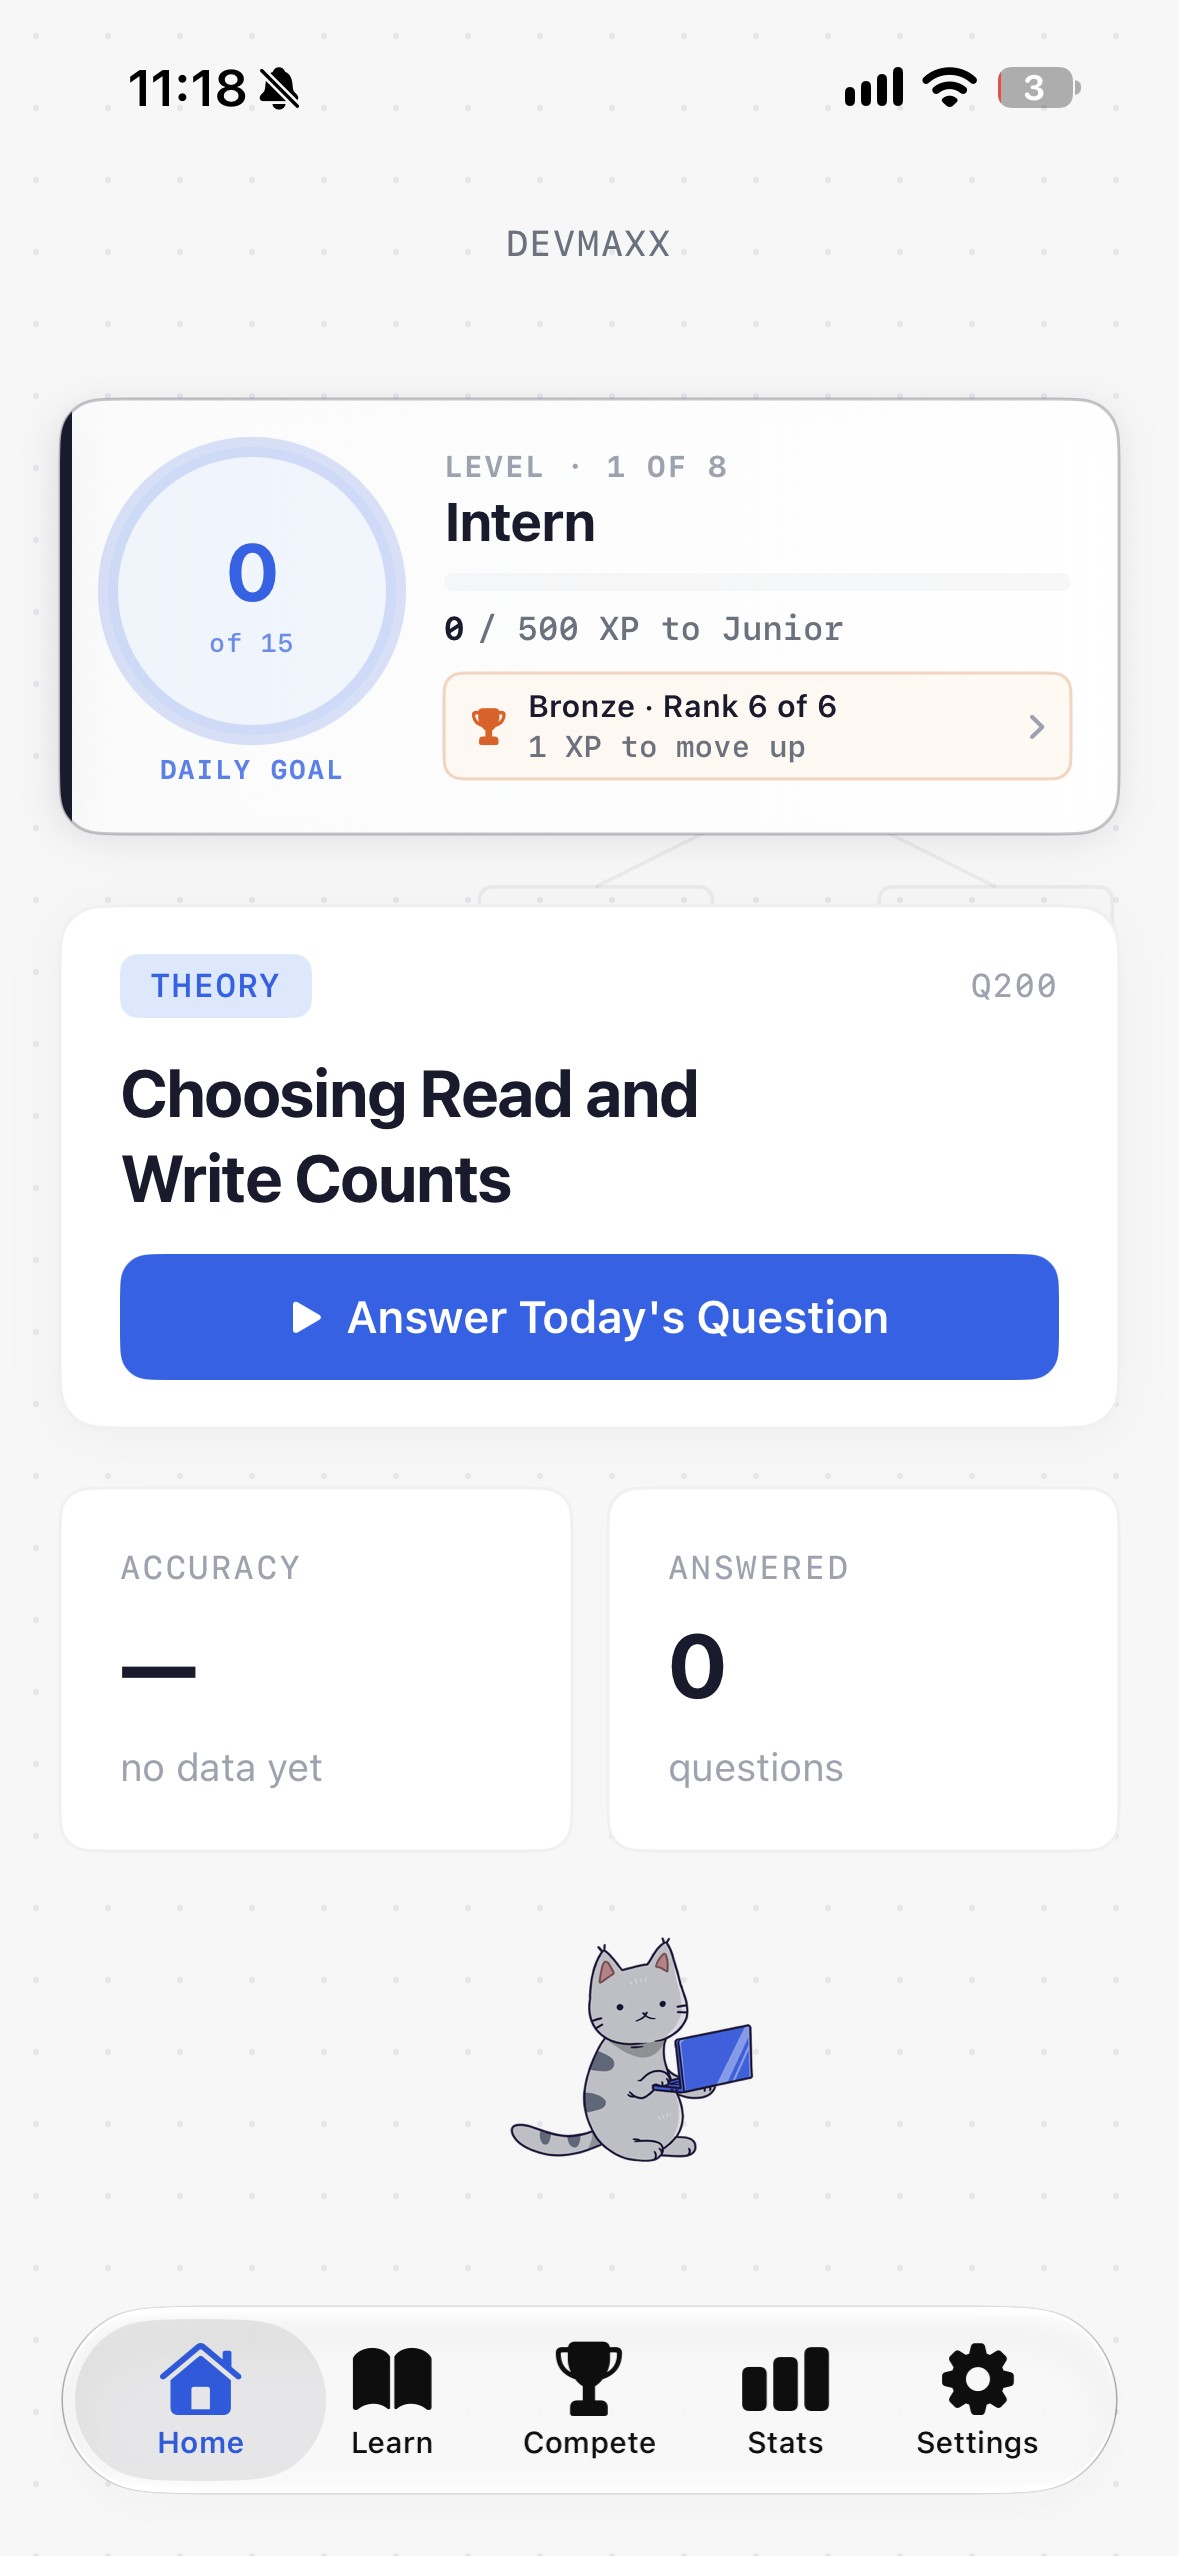 11:18
3
DEVMAXX
0
of 15
DAILY GOAL
LEVEL · 1 OF 8
Intern
0 / 500 XP to Junior
Bronze · Rank 6 of 6
1 XP to move up
THEORY
Q200
Choosing Read and
Write Counts
Answer Today's Question
ACCURACY
—
no data yet
ANSWERED
0
questions
Home
Learn
Compete
Stats
Settings